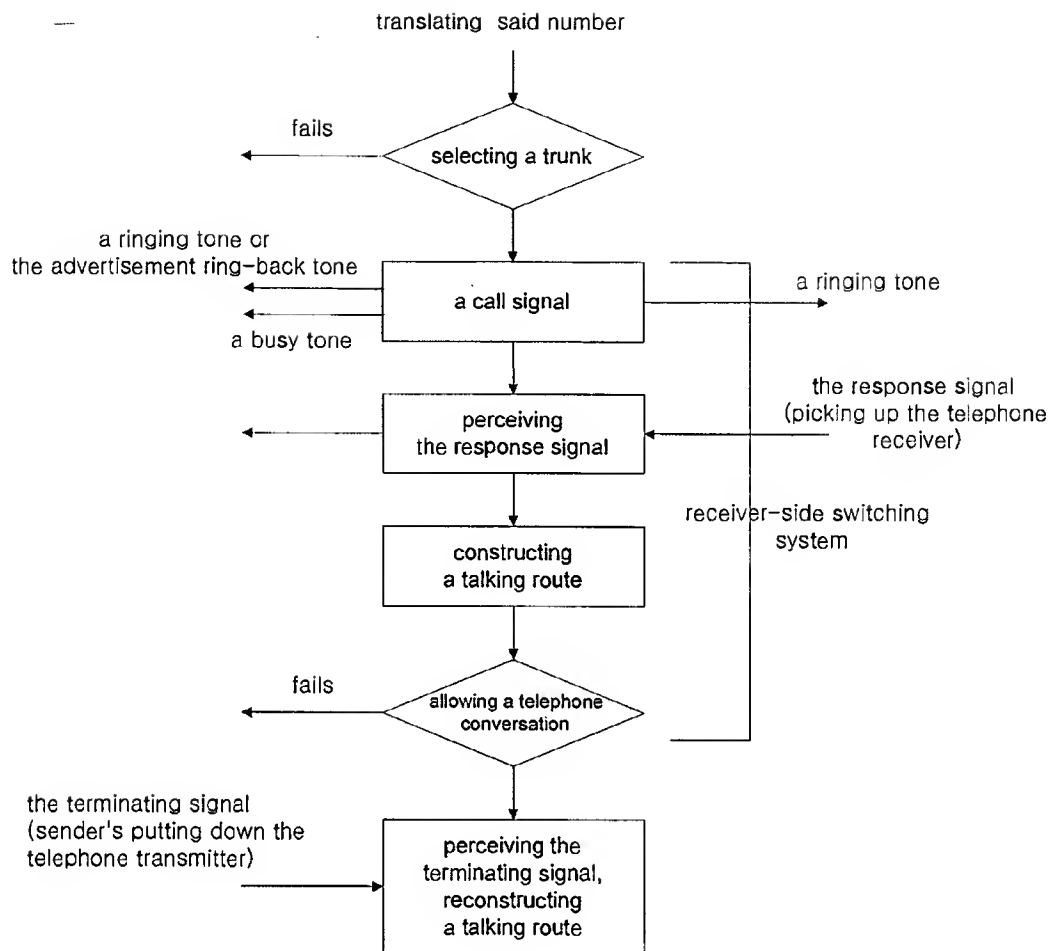 translating said number
fails
selecting a trunk
a ringing tone or
the advertisement ring-back tone
a call signal
a ringing tone
a busy tone
the response signal
(picking up the telephone
receiver)
perceiving
the response signal
receiver-side switching
system
constructing
a talking route
fails
allowing a telephone
conversation
the terminating signal
(sender's putting down the
telephone transmitter)
perceiving the
terminating signal,
reconstructing
a talking route